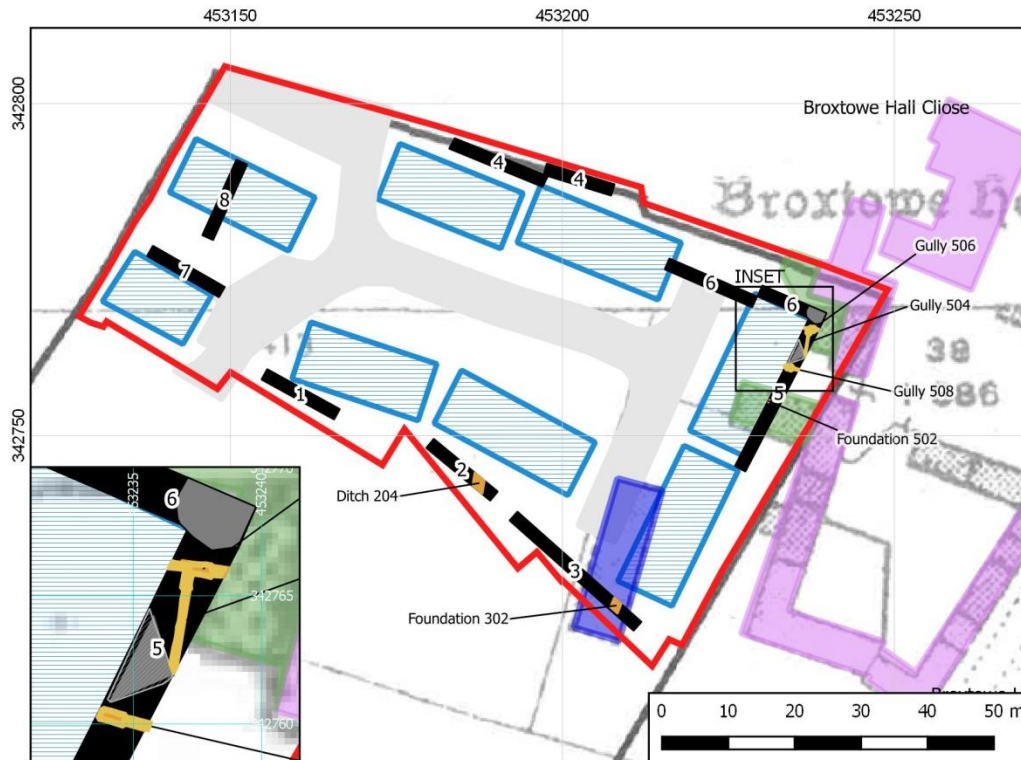 453150
453200
453250
342800
342750
Broxtowe Hall Cliose
Broxtowe
Gully 506
INSET
Gully 504
38
Gully 508
Foundation 502
4
4
8
7
6
6
5
1
2
Ditch 204
3
Foundation 302
342770
453235
453240
6
342765
5
342760
0 10 20 30 40 50 m